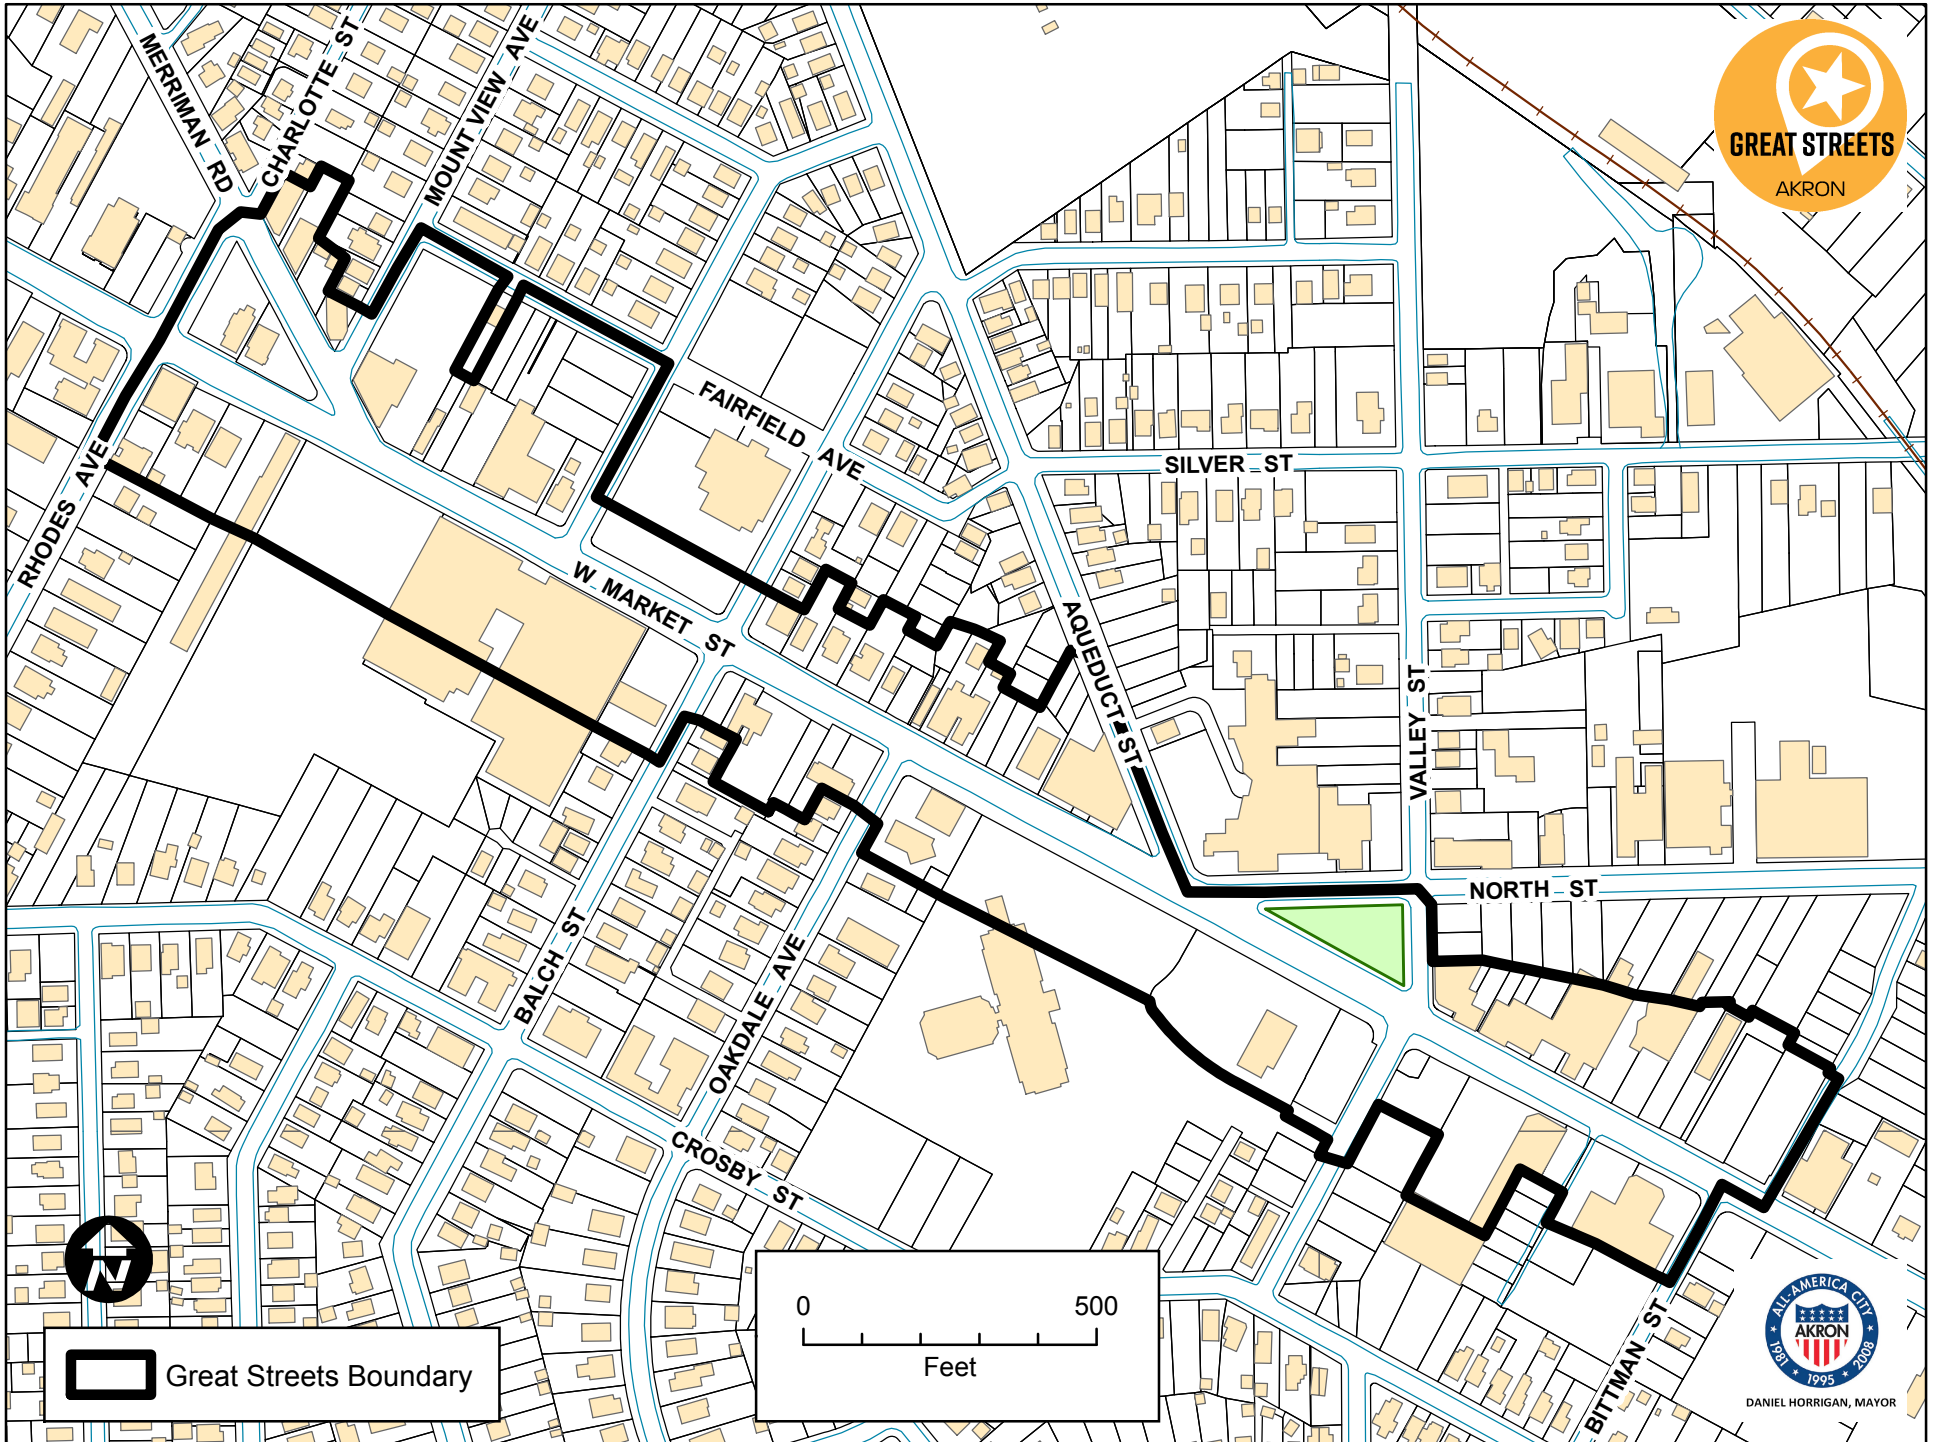 MERRIMAN RD
CHARLOTTE ST
MOUNT VIEW AVE
GREAT STREETS
AKRON
FAIRFIELD AVE
SILVER ST
RHODES AVE
W MARKET ST
AQUEDUCT ST
VALLEY ST
NORTH ST
BALCH ST
OAKDALE AVE
CROSBY ST
BITTMAN ST
N
Great Streets Boundary
0 500
Feet
ALL-AMERICA CITY
AKRON
1981 1995 2008
DANIEL HORRIGAN, MAYOR